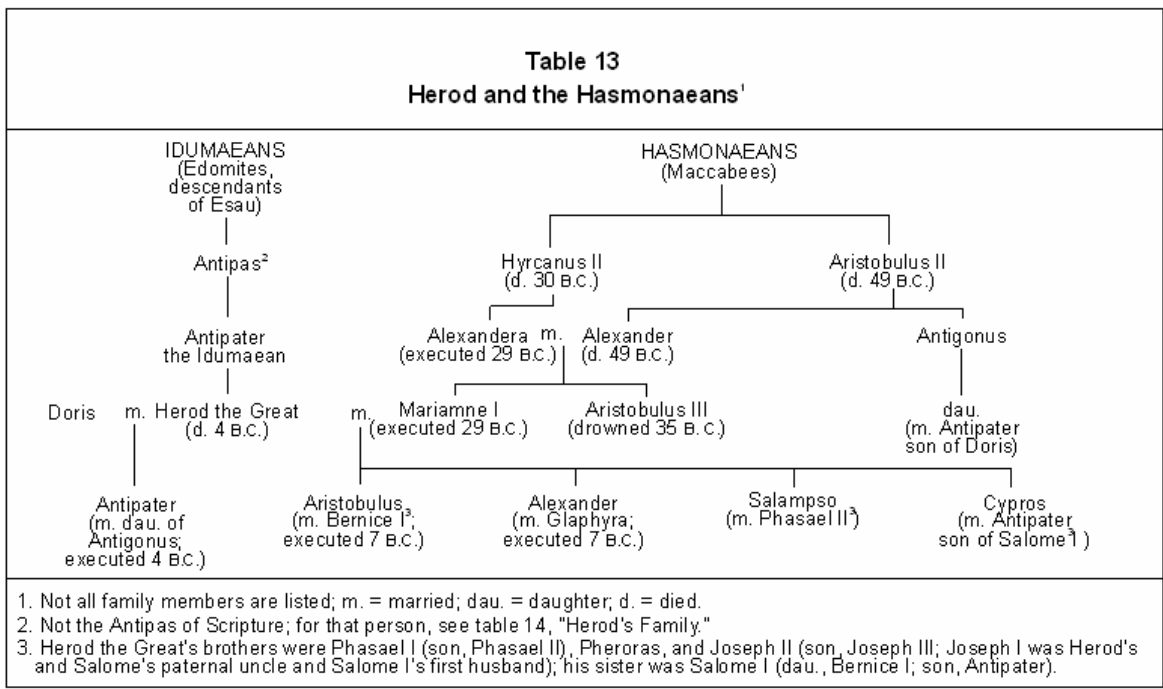 Table 13
Herod and the Hasmonaeans¹
IDUMAEANS
(Edomites,
descendants
of Esau)
HASMONAEANS
(Maccabees)
Antipas²
Hyrcanus II
(d. 30 B.C.)
Aristobulus II
(d. 49 B.C.)
Antipater
the Idumaean
Alexandera m.
(executed 29 B.C.)
Alexander
(d. 49 B.C.)
Antigonus
Doris m. Herod the Great
(d. 4 B.C.)
m. Mariamne I
(executed 29 B.C.)
Aristobulus III
(drowned 35 B.C.)
dau.
(m. Antipater
son of Doris)
Antipater
(m. dau. of
Antigonus;
executed 4 B.C.)
Aristobulus
(m. Bernice I³;
executed 7 B.C.)
Alexander
(m. Glaphyra;
executed 7 B.C.)
Salampso
(m. Phasael II³)
Cypros
(m. Antipater
son of Salome³I )
1. Not all family members are listed; m. = married; dau. = daughter; d. = died.
2. Not the Antipas of Scripture; for that person, see table 14, "Herod's Family."
3. Herod the Great's brothers were Phasael I (son, Phasael II), Pheroras, and Joseph II (son, Joseph III; Joseph I was Herod's
and Salome's paternal uncle and Salome I's first husband); his sister was Salome I (dau., Bernice I; son, Antipater).